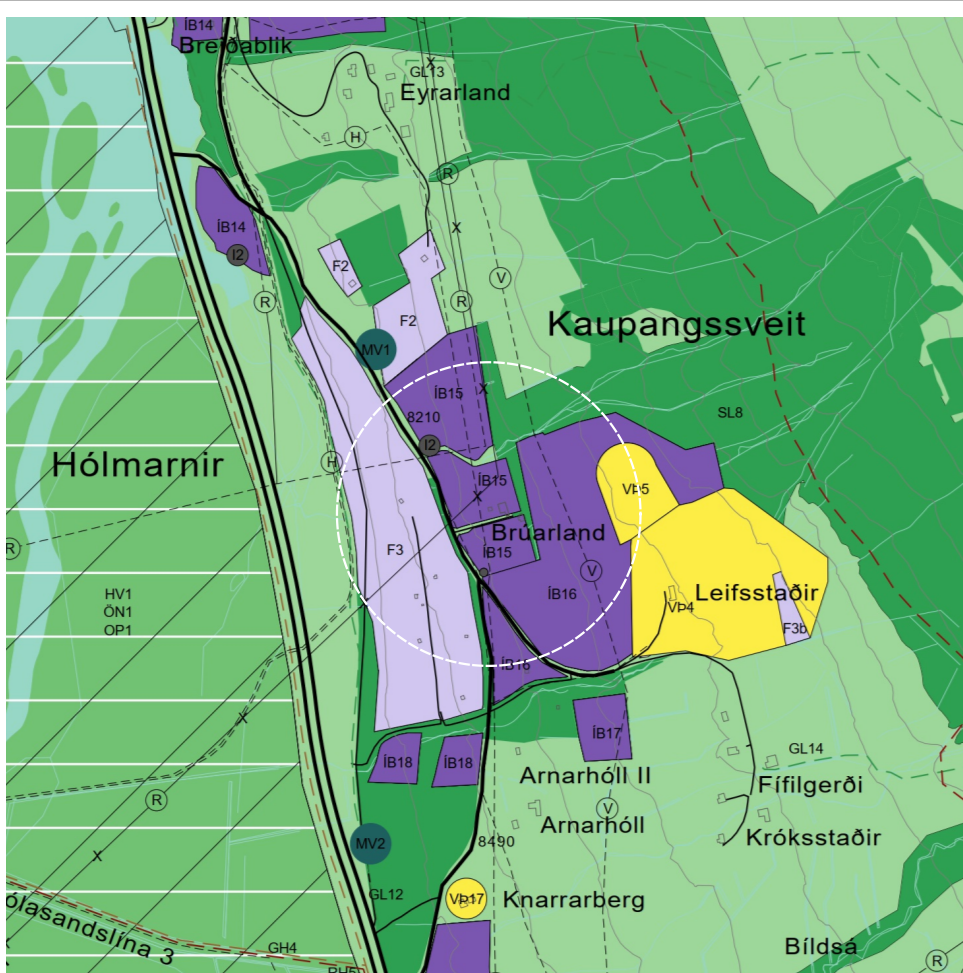 ÍB14
Breiðablik
GL13
Eyrarland
H
R
ÍB14
I2
F2
R
R
V
F2
Kaupangssveit
MV1
ÍB15
8210
SL8
I2
Hólmarnir
H
ÍB15
VÞ5
R
F3
Brúarland
ÍB15
V
ÍB16
Leifsstaðir
VÞ4
F3b
HV1
ÖN1
OP1
ÍB16
ÍB17
GL14
ÍB18
ÍB18
Arnarhóll II
Fífilgerði
R
V
Arnarhóll
Króksstaðir
MV2
8490
GL12
VÞ17
Knarrarberg
ólasandslína 3
GH4
Bíldsá
R